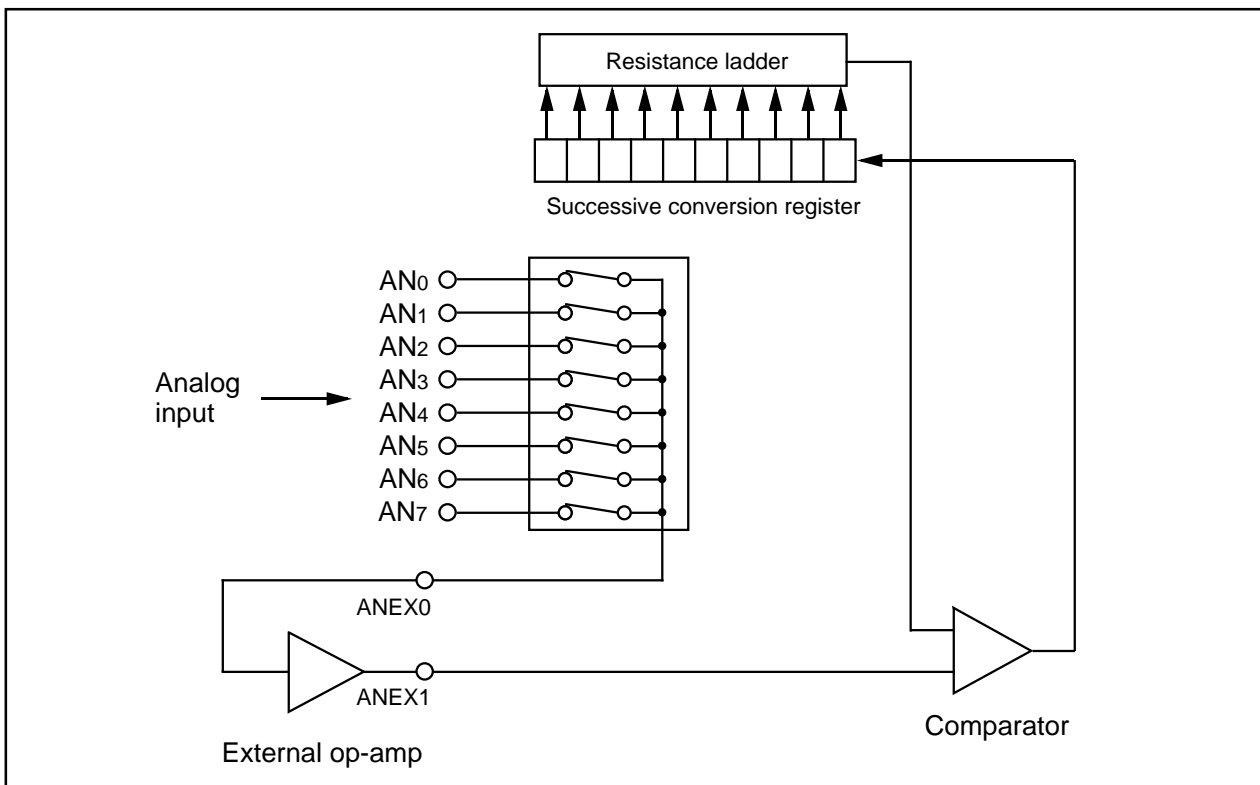 Resistance ladder
Successive conversion register
AN0
AN1
AN2
AN3
AN4
AN5
AN6
AN7
Analog
input
ANEX0
ANEX1
Comparator
External op-amp